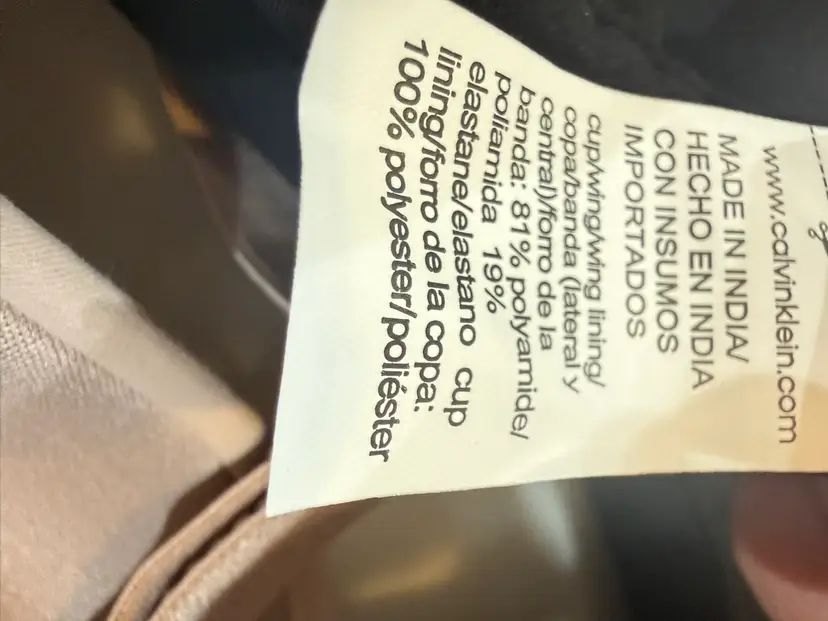 www.calvinklein.com
MADE IN INDIA/
HECHO EN INDIA
CON INSUMOS
IMPORTADOS
cup/wing/wing lining/
copa/banda (lateral y
central)/forro de la
banda: 81% polyamide/
poliamida 19%
elastane/elastano cup
lining/forro de la copa:
100% polyester/poliéster